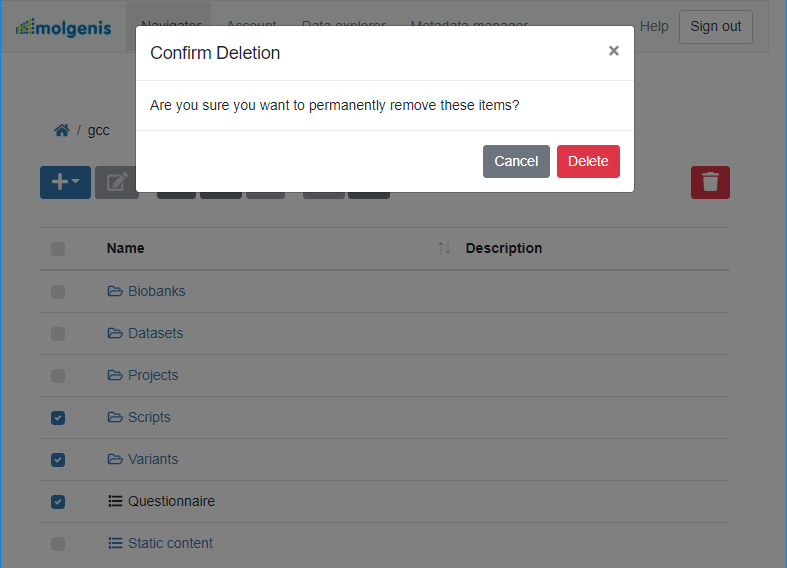 molgenis Navigator Account Data explorer Metadata manager Help Sign out
Confirm Deletion ×
Are you sure you want to permanently remove these items?
Cancel Delete
/ gcc
Name Description
Biobanks
Datasets
Projects
Scripts
Variants
Questionnaire
Static content